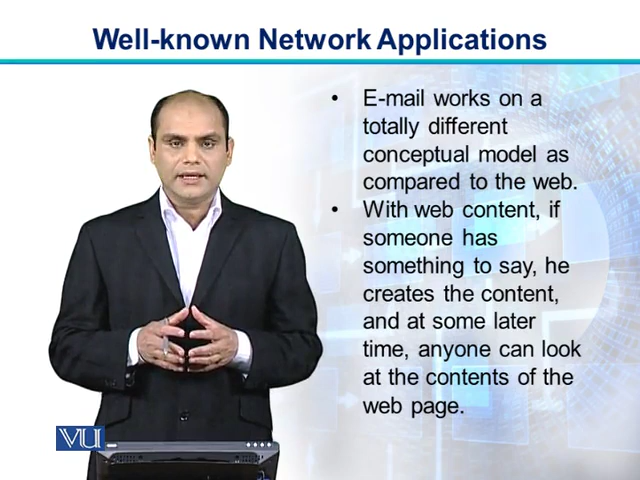 Well-known Network Applications
• E-mail works on a
totally different
conceptual model as
compared to the web.
• With web content, if
someone has
something to say, he
creates the content,
and at some later
time, anyone can look
at the contents of the
web page.
VU